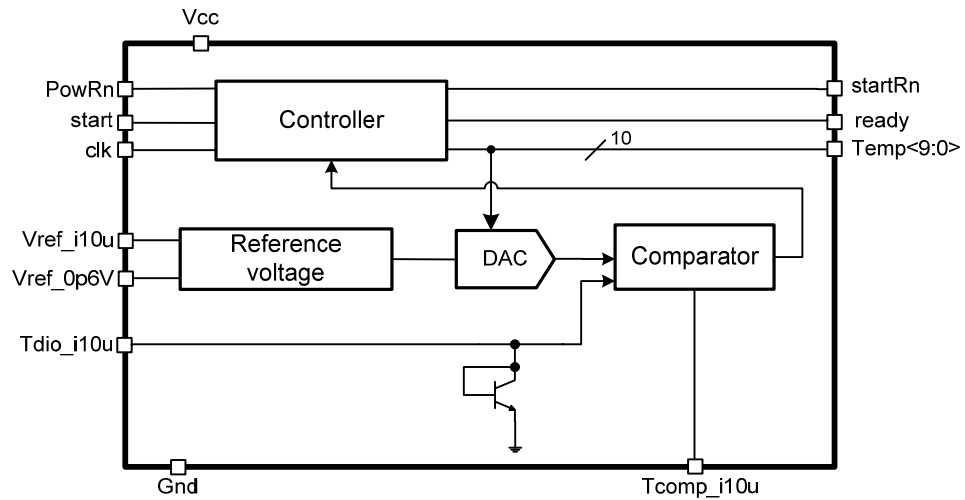 Vcc
PowRn
start
clk
Controller
startRn
ready
10
Temp<9:0>
Vref_i10u
Vref_0p6V
Reference
voltage
DAC
Comparator
Tdio_i10u
Gnd
Tcomp_i10u